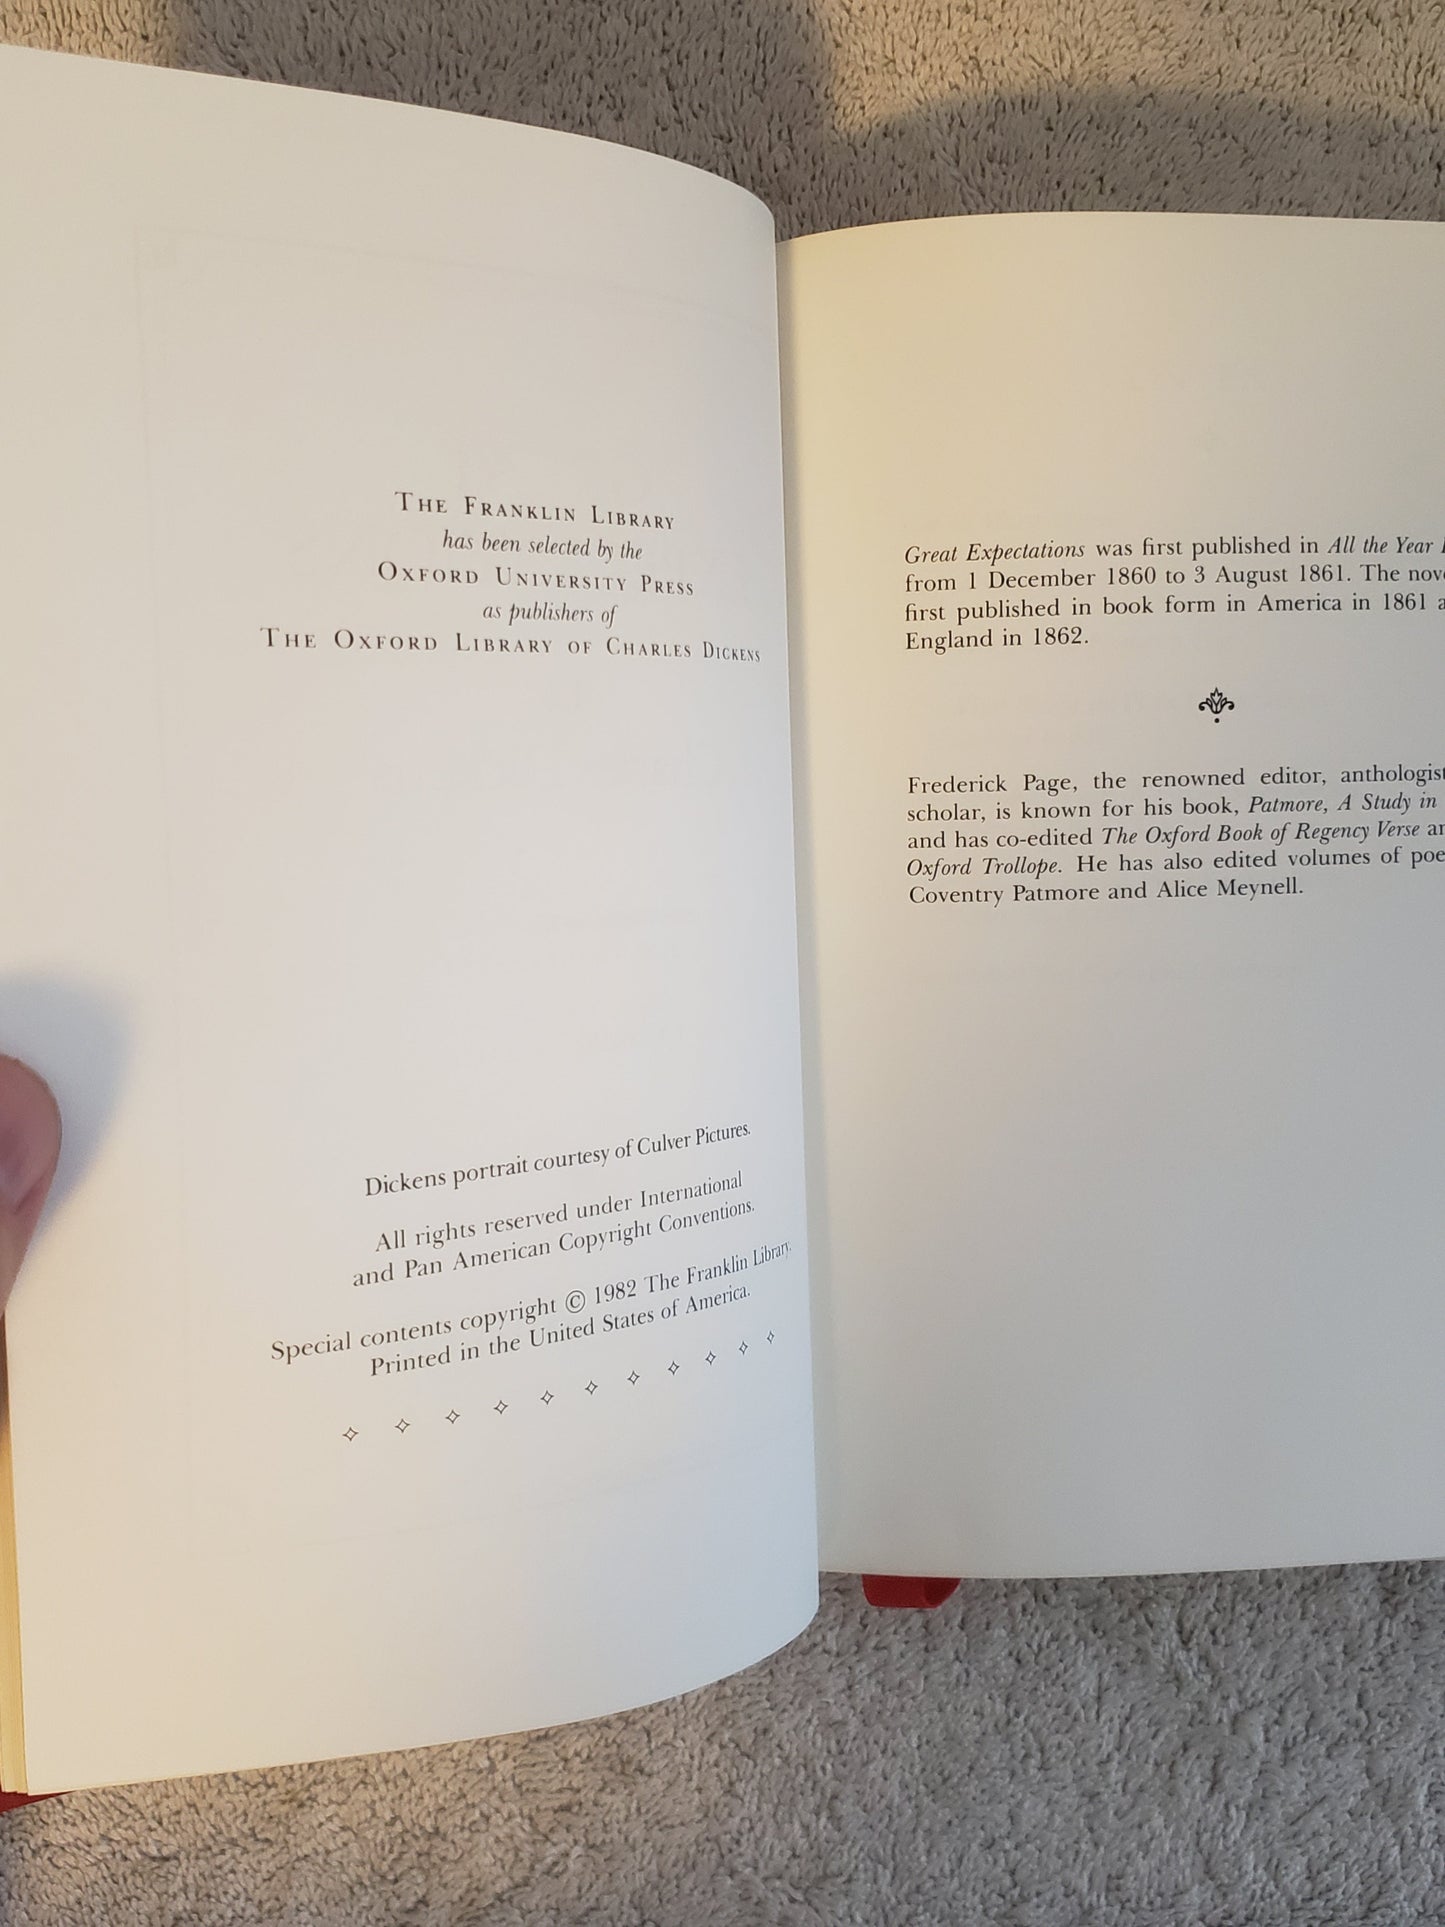 THE FRANKLIN LIBRARY
has been selected by the
OXFORD UNIVERSITY PRESS
as publishers of
THE OXFORD LIBRARY OF CHARLES DICKENS
Dickens portrait courtesy of Culver Pictures.
All rights reserved under International
and Pan American Copyright Conventions.
Special contents copyright © 1982 The Franklin Library.
Printed in the United States of America.
Great Expectations was first published in All the Year
from 1 December 1860 to 3 August 1861. The
first published in book form in America in 1861
England in 1862.
Frederick Page, the renowned editor, anthologist
scholar, is known for his book, Patmore, A Study in
and has co-edited The Oxford Book of Regency Verse
Oxford Trollope. He has also edited volumes of
Coventry Patmore and Alice Meynell.